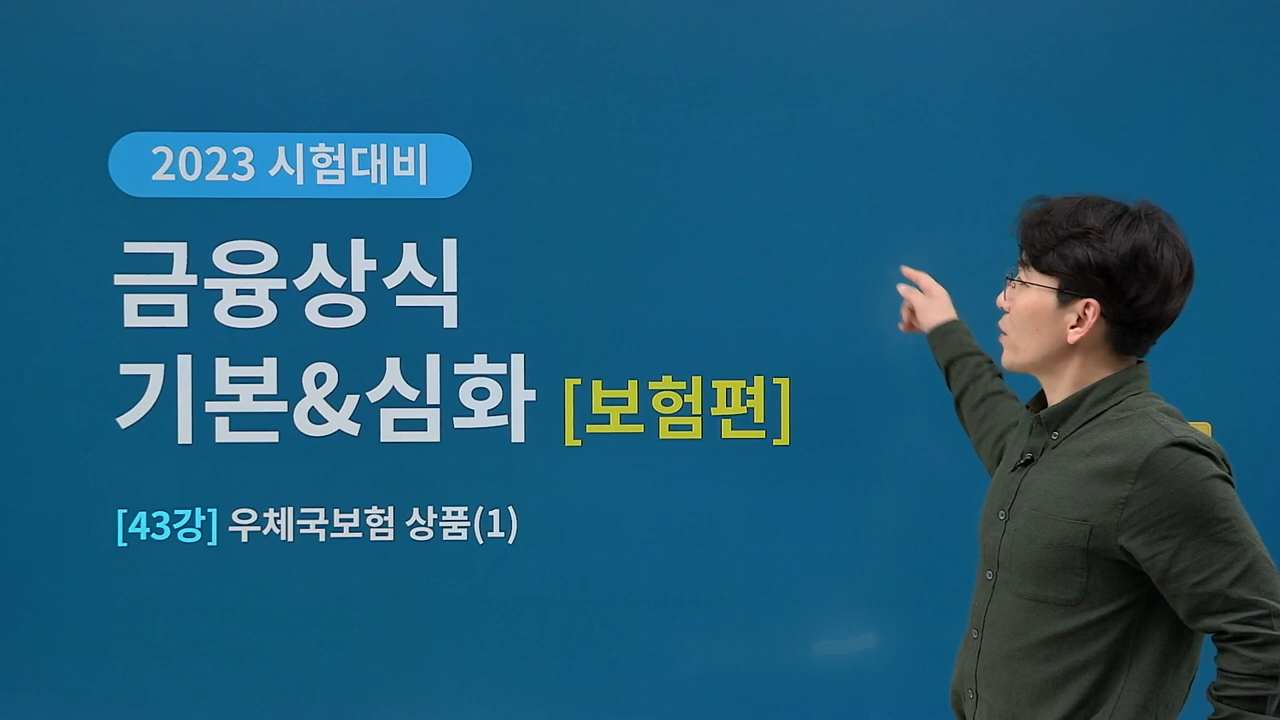 2023 시험대비
금융상식
기본&심화 [보험편]
[43강] 우체국보험 상품(1)